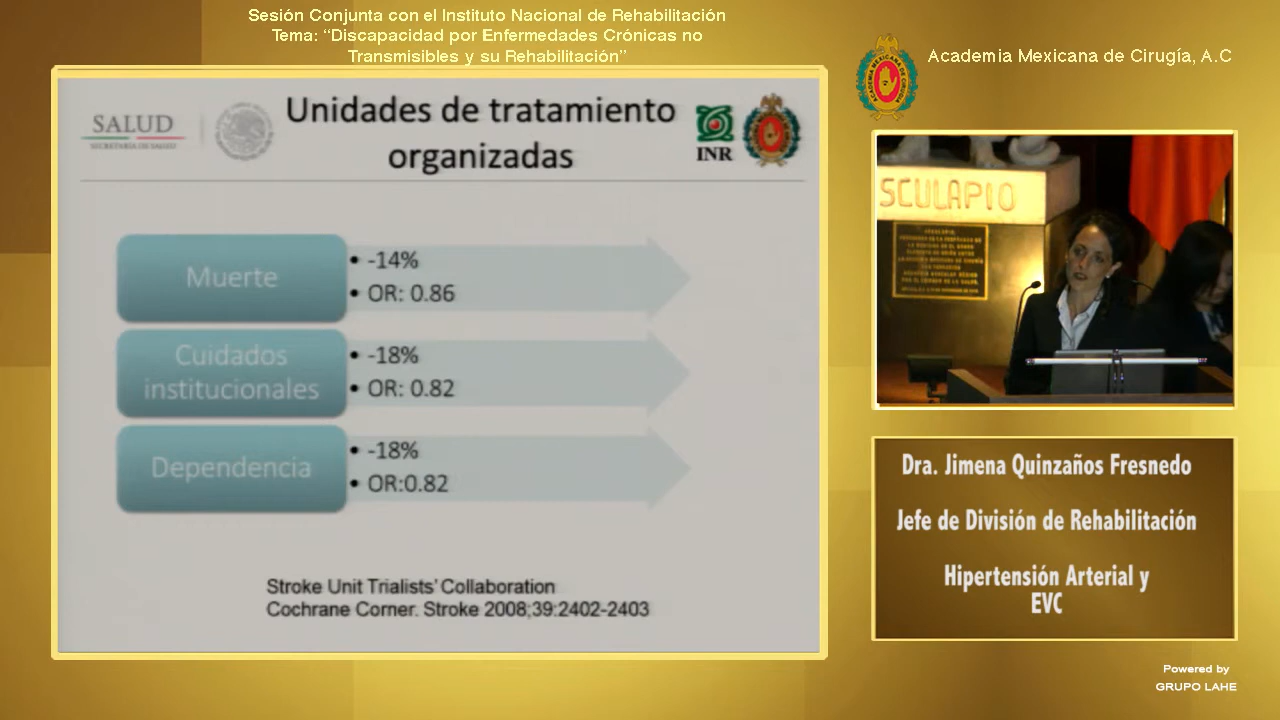 Sesión Conjunta con el Instituto Nacional de Rehabilitación
Tema: “Discapacidad por Enfermedades Crónicas no
Transmisibles y su Rehabilitación”
Academia Mexicana de Cirugía, A.C
SALUD
SECRETARÍA DE SALUD
Unidades de tratamiento
organizadas
INR
Muerte
• -14%
• OR: 0.86
Cuidados
institucionales
• -18%
• OR: 0.82
Dependencia
• -18%
• OR:0.82
Stroke Unit Trialists’ Collaboration
Cochrane Corner. Stroke 2008;39:2402-2403
SCULAPIO
Dra. Jimena Quinzaños Fresnedo
Jefe de División de Rehabilitación
Hipertensión Arterial y
EVC
Powered by
GRUPO LAHE